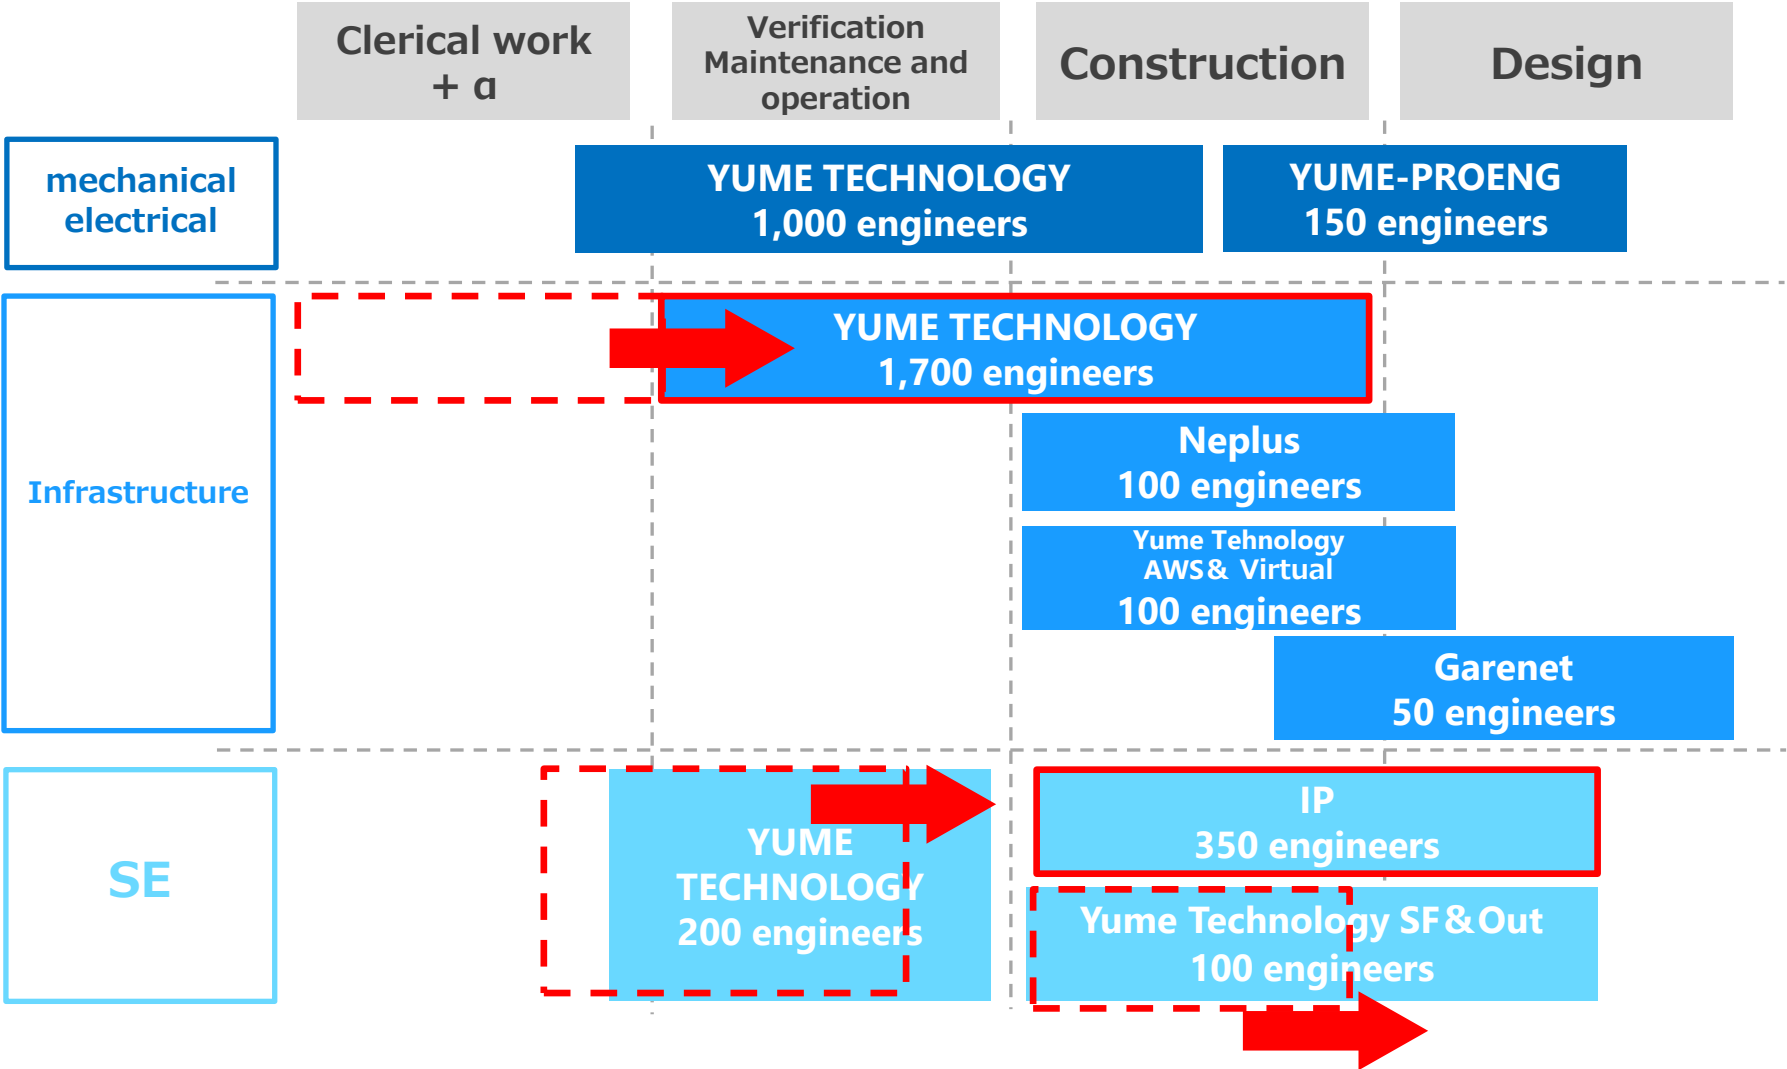 Clerical work
+ α
Verification
Maintenance and
operation
Construction
Design
mechanical
electrical
YUME TECHNOLOGY
1,000 engineers
YUME-PROENG
150 engineers
Infrastructure
YUME TECHNOLOGY
1,700 engineers
Neplus
100 engineers
Yume Tehnology
AWS& Virtual
100 engineers
Garenet
50 engineers
SE
YUME
TECHNOLOGY
200 engineers
IP
350 engineers
Yume Technology SF&Out
100 engineers